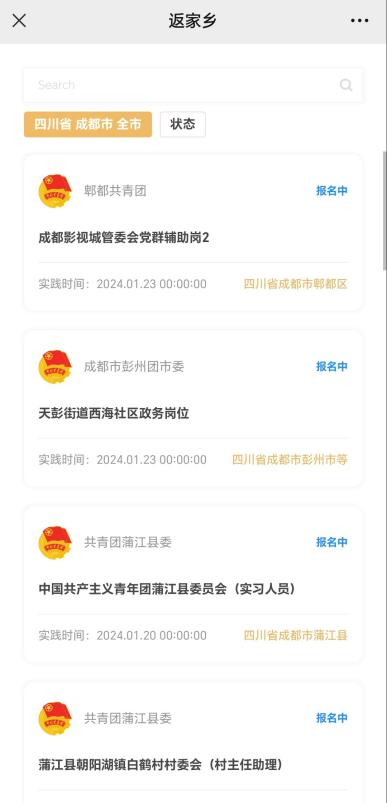 返家乡
Search
四川省 成都市 全市
状态
郫都共青团
报名中
成都影视城管委会党群辅助岗2
实践时间：2024.01.23 00:00:00
四川省成都市郫都区
成都市彭州团市委
报名中
天彭街道西海社区政务岗位
实践时间：2024.01.23 00:00:00
四川省成都市彭州市等
共青团蒲江县委
报名中
中国共产主义青年团蒲江县委员会（实习人员）
实践时间：2024.01.20 00:00:00
四川省成都市蒲江县
共青团蒲江县委
报名中
蒲江县朝阳湖镇白鹤村村委会（村主任助理）